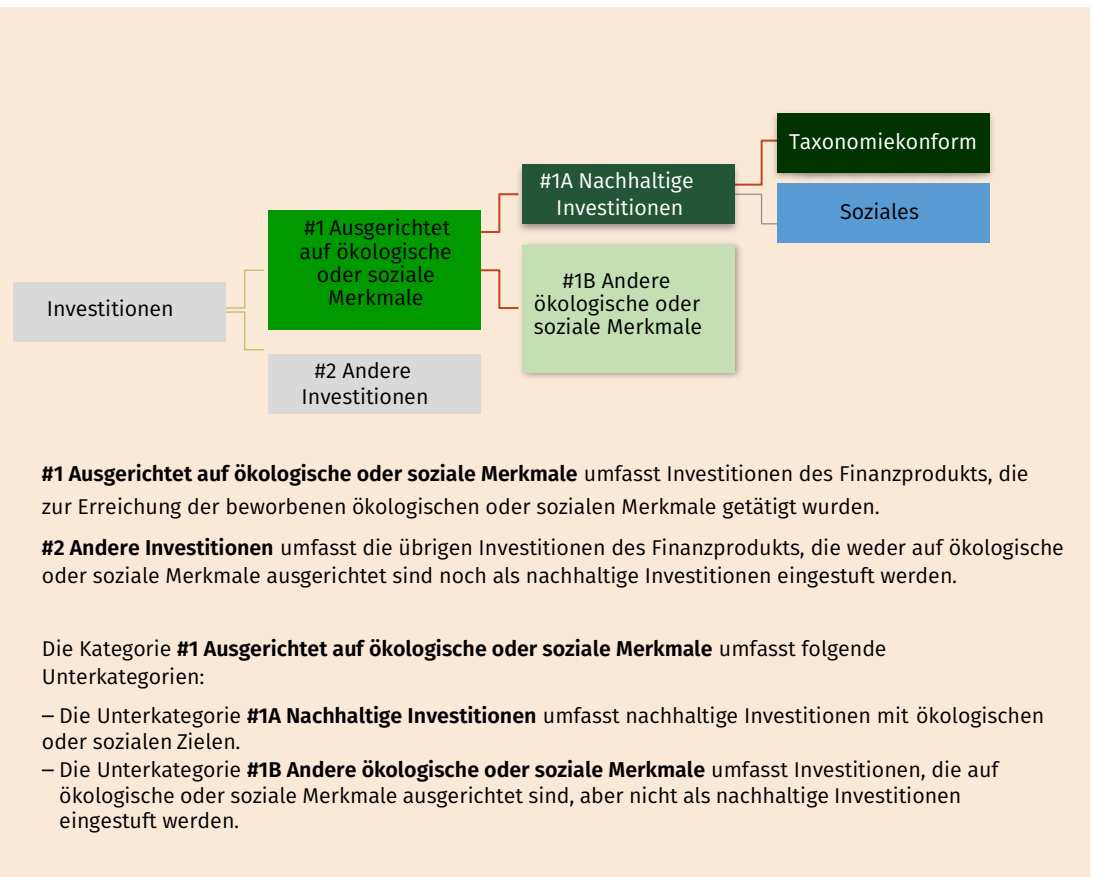 Taxonomiekonform
#1A Nachhaltige
Investitionen
Soziales
#1 Ausgerichtet
auf ökologische
oder soziale
Merkmale
#1B Andere
ökologische oder
soziale Merkmale
Investitionen
#2 Andere
Investitionen
#1 Ausgerichtet auf ökologische oder soziale Merkmale umfasst Investitionen des Finanzprodukts, die
zur Erreichung der beworbenen ökologischen oder sozialen Merkmale getätigt wurden.
#2 Andere Investitionen umfasst die übrigen Investitionen des Finanzprodukts, die weder auf ökologische
oder soziale Merkmale ausgerichtet sind noch als nachhaltige Investitionen eingestuft werden.
Die Kategorie #1 Ausgerichtet auf ökologische oder soziale Merkmale umfasst folgende
Unterkategorien:
– Die Unterkategorie #1A Nachhaltige Investitionen umfasst nachhaltige Investitionen mit ökologischen
oder sozialen Zielen.
– Die Unterkategorie #1B Andere ökologische oder soziale Merkmale umfasst Investitionen, die auf
ökologische oder soziale Merkmale ausgerichtet sind, aber nicht als nachhaltige Investitionen
eingestuft werden.